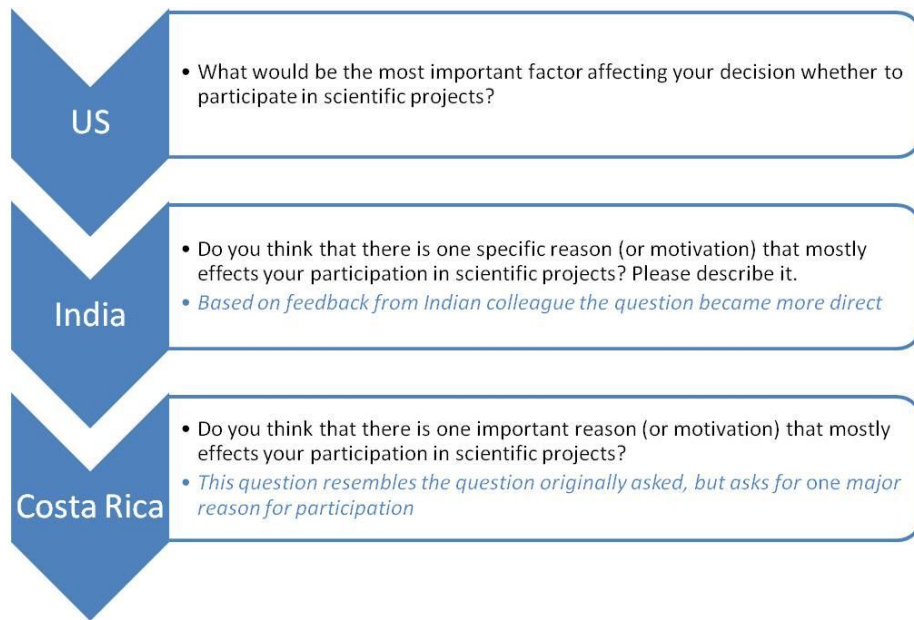 US
• What would be the most important factor affecting your decision whether to
participate in scientific projects?
India
• Do you think that there is one specific reason (or motivation) that mostly
effects your participation in scientific projects? Please describe it.
• Based on feedback from Indian colleague the question became more direct
Costa Rica
• Do you think that there is one important reason (or motivation) that mostly
effects your participation in scientific projects?
• This question resembles the question originally asked, but asks for one major
reason for participation